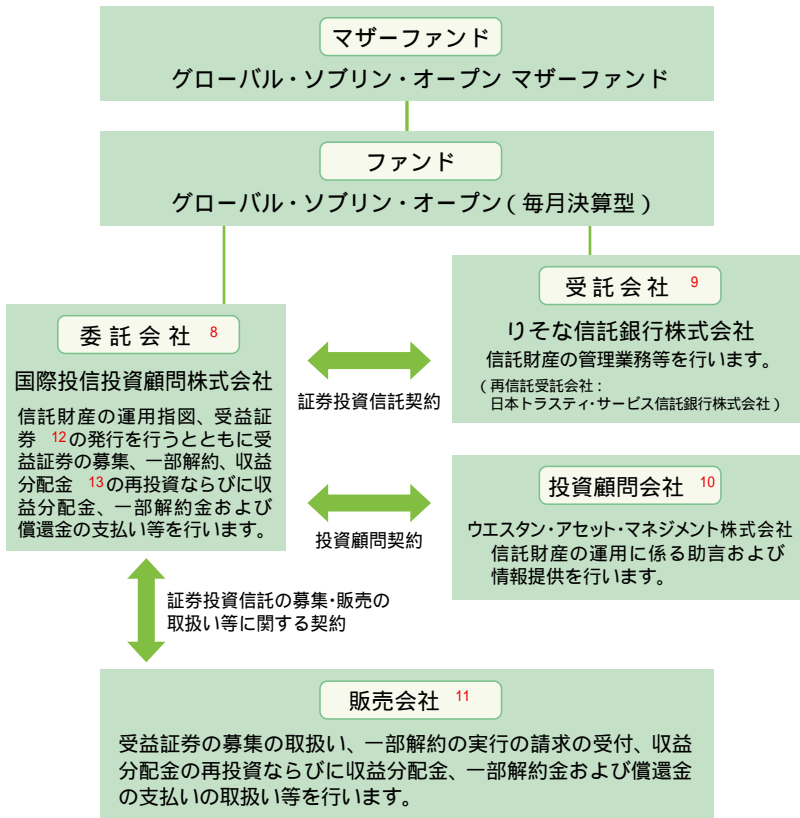 マザーファンド
グローバル・ソブリン・オープン マザーファンド
ファンド
グローバル・ソブリン・オープン(毎月決算型)
受託会社 9
りそな信託銀行株式会社
信託財産の管理業務等を行います。
(再信託受託会社:
日本トラスティ・サービス信託銀行株式会社)
委託会社 8
国際投信投資顧問株式会社
信託財産の運用指図、受益証
券 12の発行を行うとともに受
益証券の募集、一部解約、収益
分配金 13の再投資ならびに収
益分配金、一部解約金および
償還金の支払い等を行います。
証券投資信託契約
投資顧問会社 10
ウエスタン・アセット・マネジメント株式会社
信託財産の運用に係る助言および
情報提供を行います。
投資顧問契約
証券投資信託の募集・販売の
取扱い等に関する契約
販売会社 11
受益証券の募集の取扱い、一部解約の実行の請求の受付、収益
分配金の再投資ならびに収益分配金、一部解約金および償還金
の支払いの取扱い等を行います。